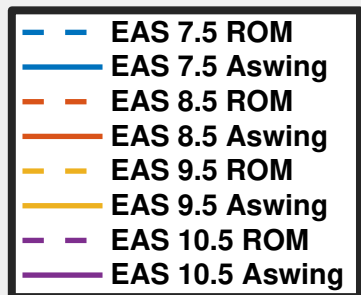 EAS 7.5 ROM
EAS 7.5 Aswing
EAS 8.5 ROM
EAS 8.5 Aswing
EAS 9.5 ROM
EAS 9.5 Aswing
EAS 10.5 ROM
EAS 10.5 Aswing